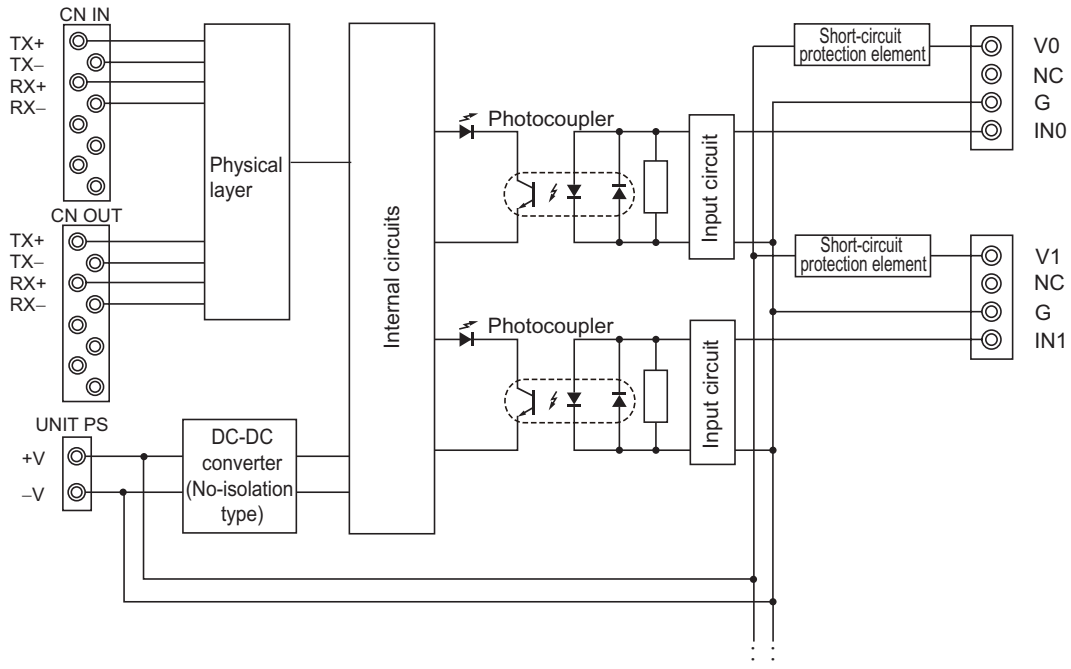 CN IN
TX+
TX−
RX+
RX−
CN OUT
TX+
TX−
RX+
RX−
Physical
layer
UNIT PS
+V
−V
DC-DC
converter
(No-isolation
type)
Internal circuits
Photocoupler
Input circuit
Photocoupler
Input circuit
Short-circuit
protection element
V0
NC
G
IN0
Short-circuit
protection element
V1
NC
G
IN1